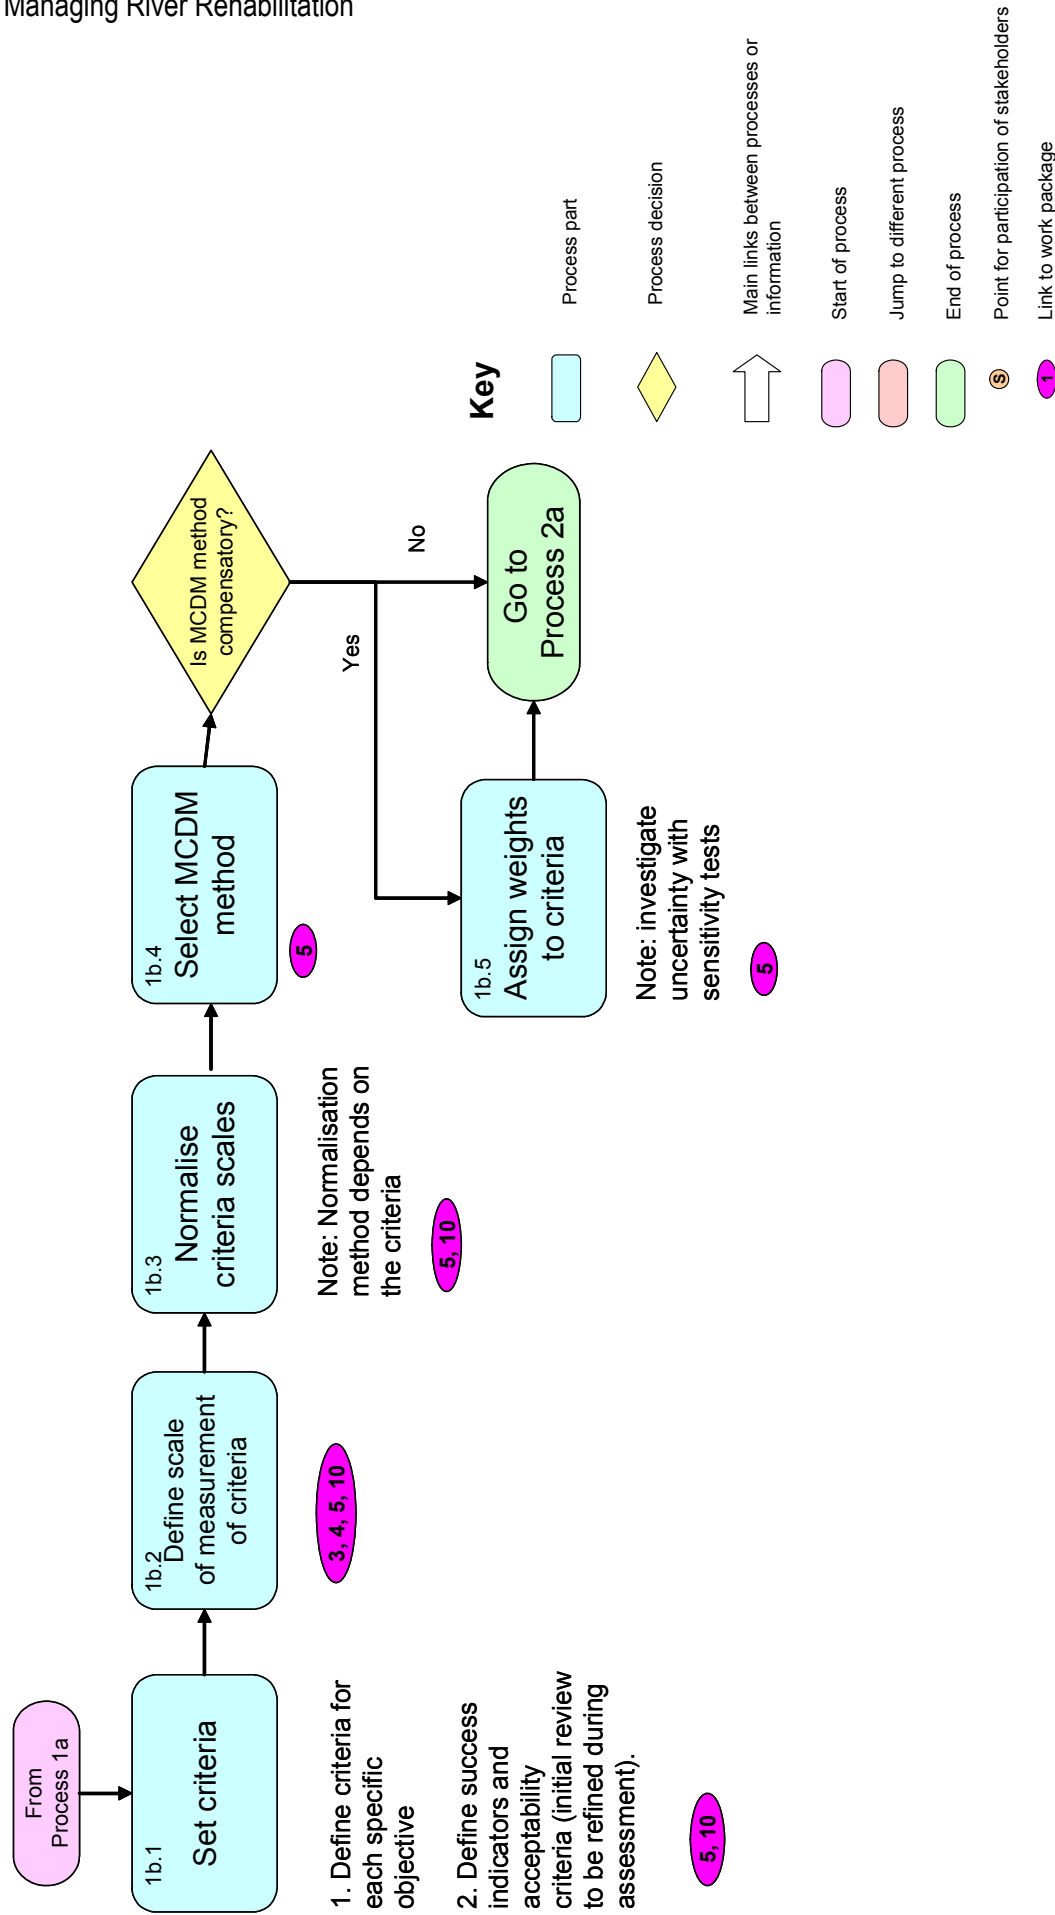 Managing River Rehabilitation
From
Process 1a
1b.1
Set criteria
1. Define criteria for
each specific
objective
2. Define success
indicators and
acceptability
criteria (initial review
to be refined during
assessment).
5, 10
1b.2
Define scale
of measurement
of criteria
3, 4, 5, 10
1b.3
Normalise
criteria scales
Note: Normalisation
method depends on
the criteria
5, 10
1b.4
Select MCDM
method
5
Is MCDM method
compensatory?
Yes
No
1b.5
Assign weights
to criteria
Note: investigate
uncertainty with
sensitivity tests
5
Go to
Process 2a
Key
Process part
Process decision
Main links between processes or
information
Start of process
Jump to different process
End of process
S
Point for participation of stakeholders
1
Link to work package